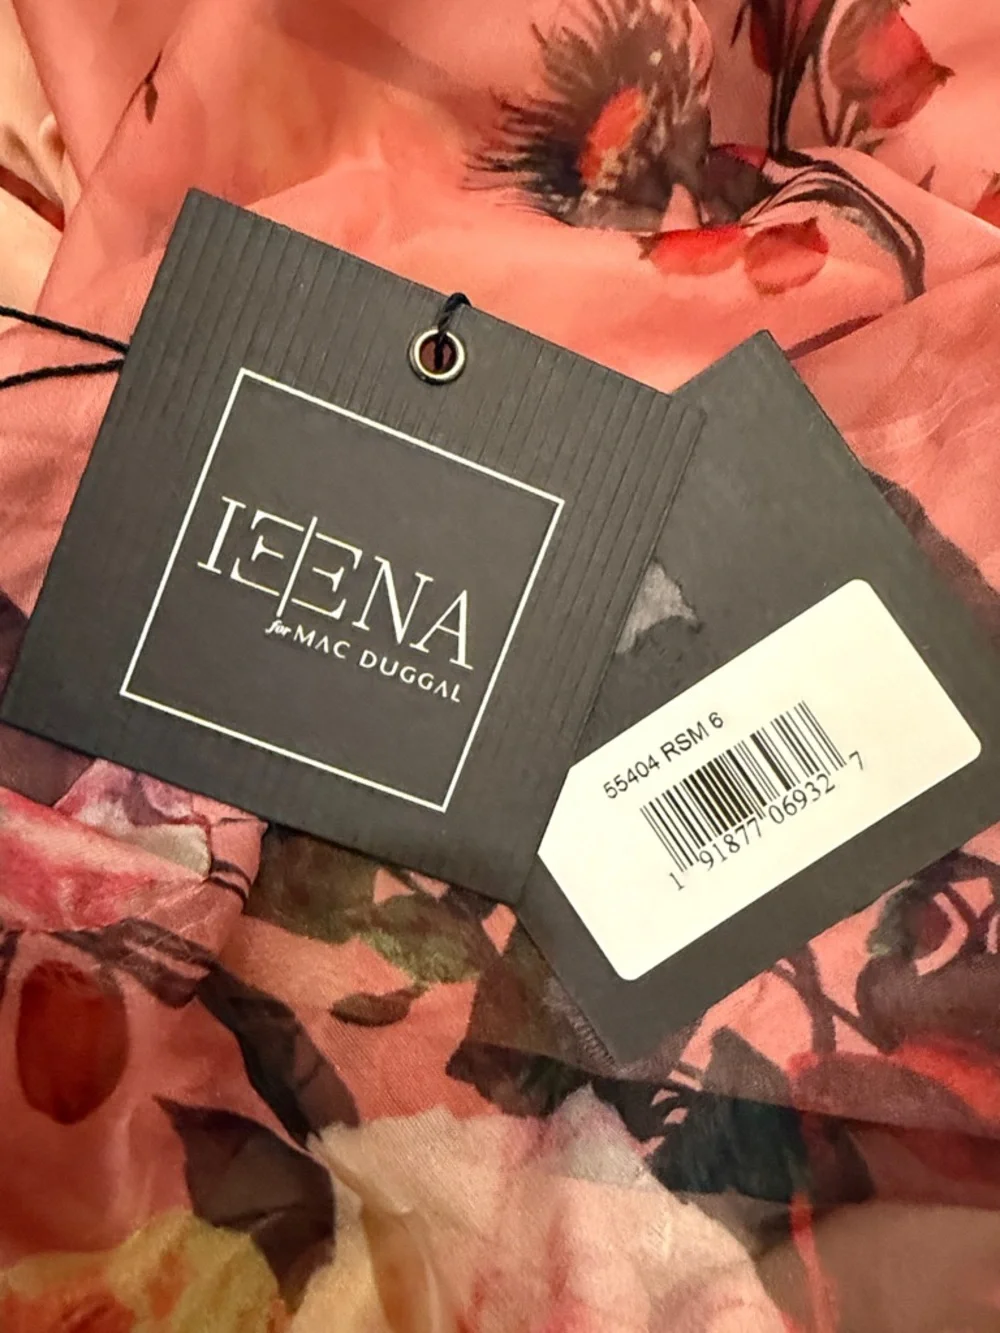 IEENA
for MAC DUGGAL
55404 RSM 6
1 91877 06932 7